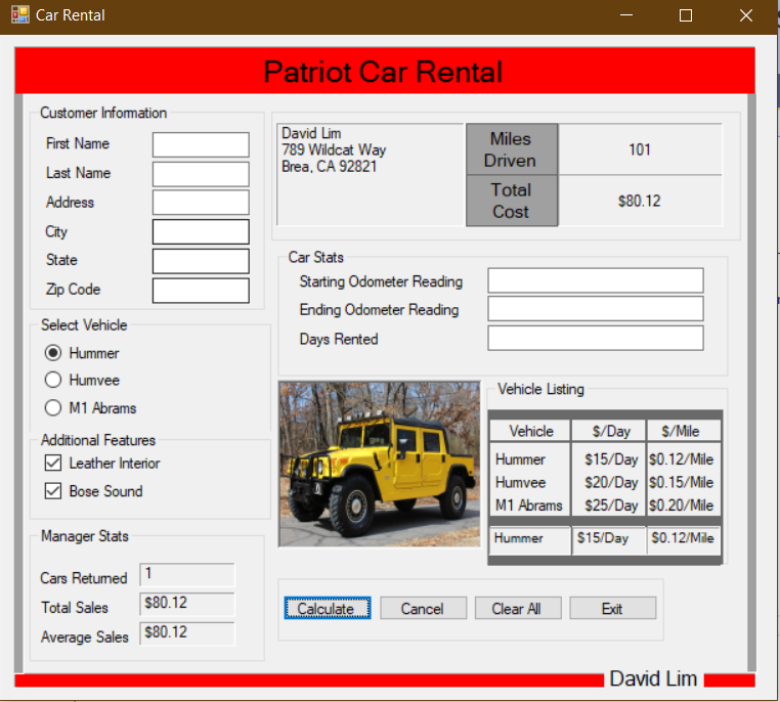 Car Rental
Patriot Car Rental
Customer Information
First Name
Last Name
Address
City
State
Zip Code
David Lim
789 Wildcat Way
Brea, CA 92821
Miles
Driven
101
Total
Cost
$80.12
Car Stats
Starting Odometer Reading
Ending Odometer Reading
Days Rented
Select Vehicle
Hummer
Humvee
M1 Abrams
Additional Features
Leather Interior
Bose Sound
Vehicle Listing
Vehicle $/Day $/Mile
Hummer $15/Day $0.12/Mile
Humvee $20/Day $0.15/Mile
M1 Abrams $25/Day $0.20/Mile
Hummer $15/Day $0.12/Mile
Manager Stats
Cars Returned 1
Total Sales $80.12
Average Sales $80.12
Calculate Cancel Clear All Exit
David Lim